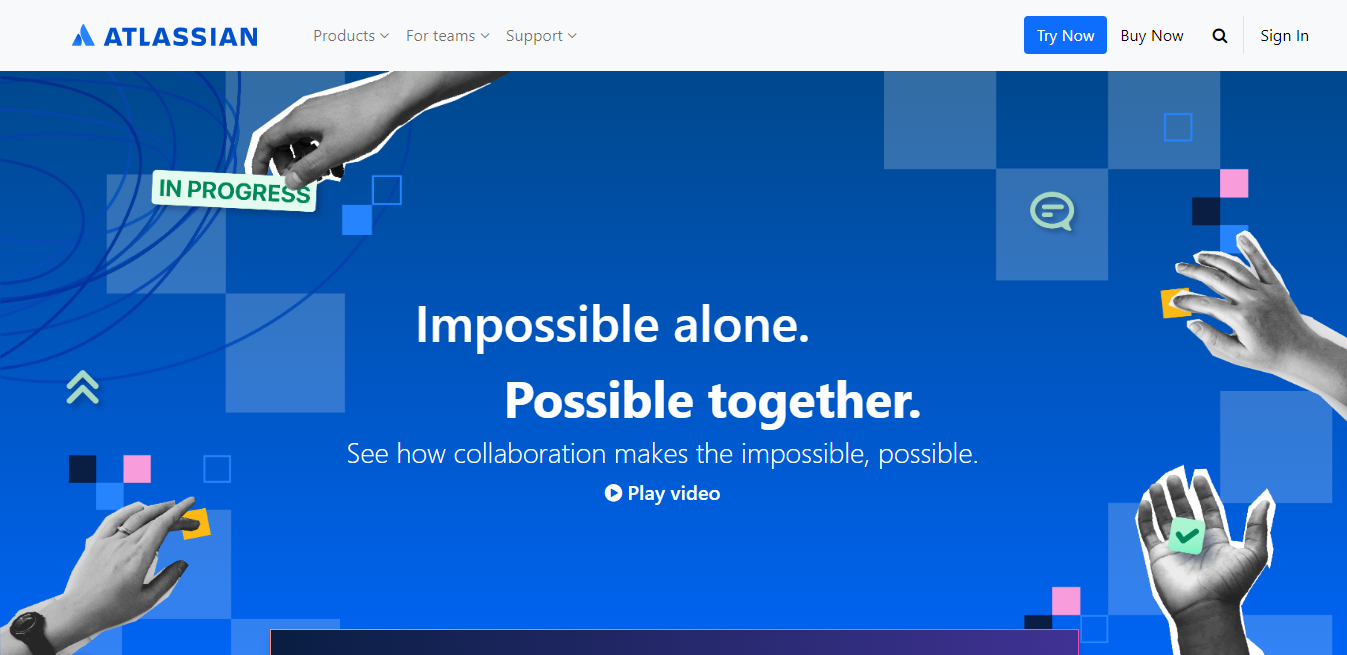 ATLASSIAN
Products
For teams
Support
Try Now
Buy Now
Sign In
IN PROGRESS
Impossible alone.
Possible together.
See how collaboration makes the impossible, possible.
Play video